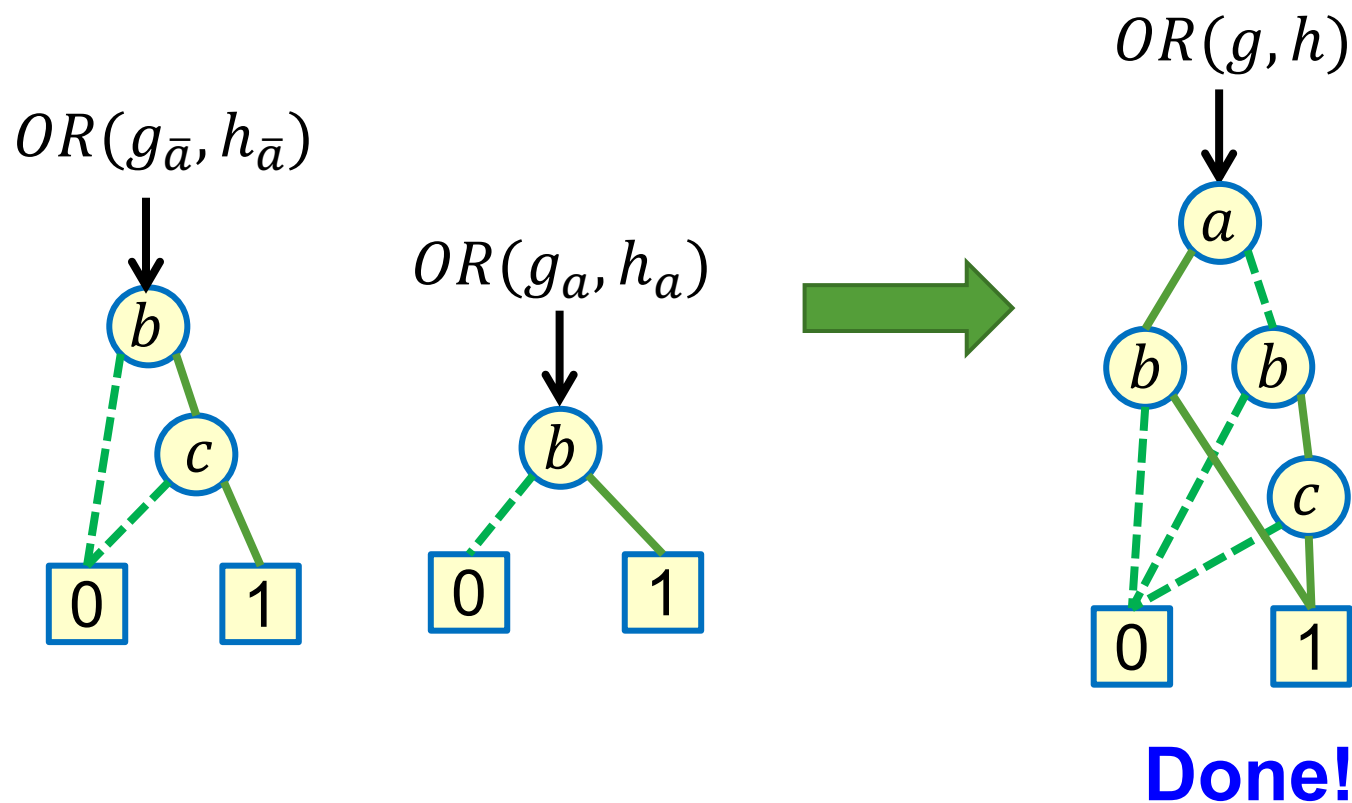 OR(g, h)
OR(g_ā, h_ā)
OR(g_a, h_a)
a
b
b
b
b
c
c
0
1
0
1
0
1
Done!